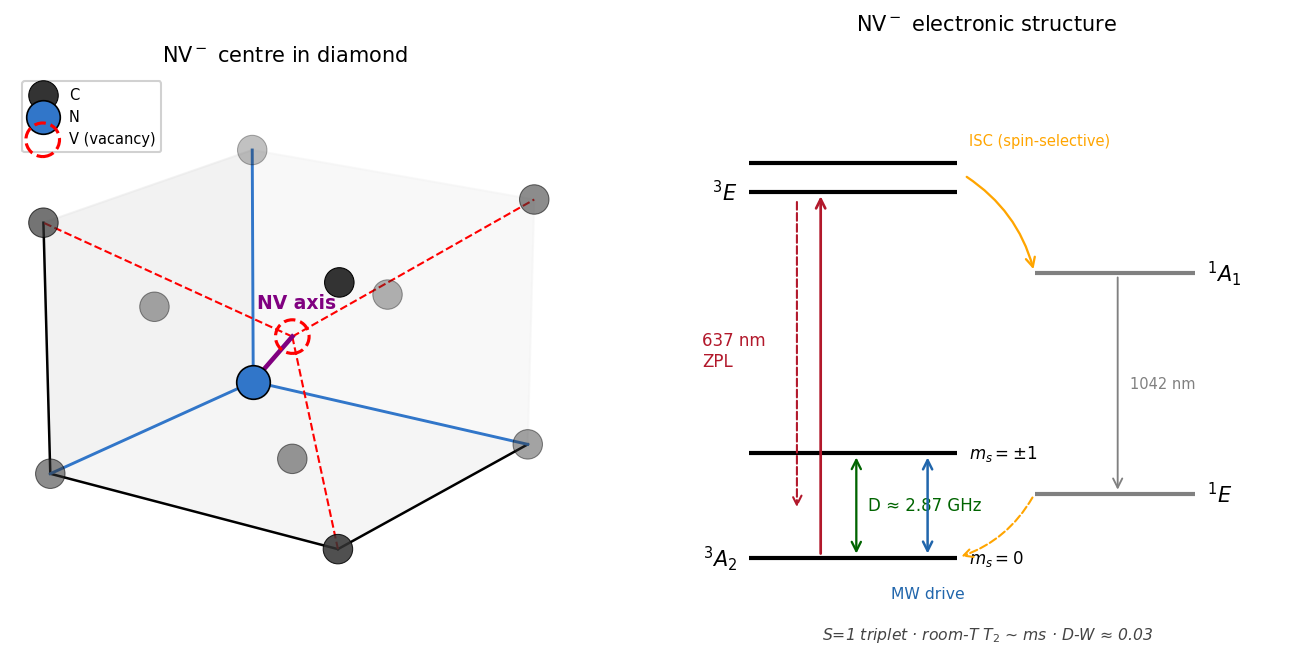 NV⁻ centre in diamond
C
N
V (vacancy)
NV axis
NV⁻ electronic structure
ISC (spin-selective)
³E
¹A₁
637 nm
ZPL
1042 nm
mₛ = ±1
¹E
D ≈ 2.87 GHz
³A₂
mₛ = 0
MW drive
S=1 triplet · room-T T₂ ~ ms · D-W ≈ 0.03